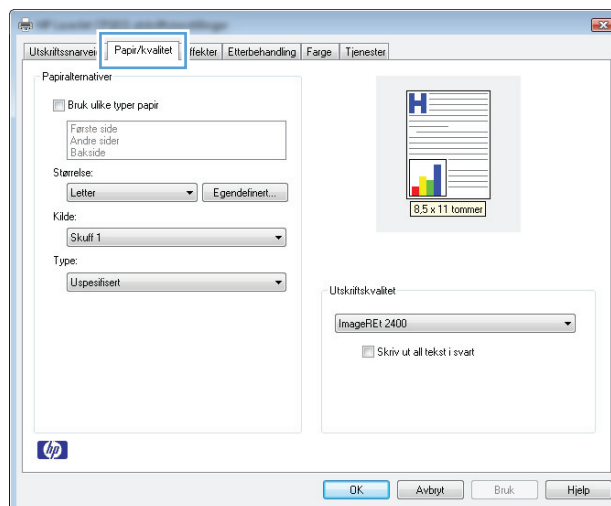 Utskriftssnarvei
Papir/kvalitet
ffekter
Etterbehandling
Farge
Tjenester
Papiralternativer
Bruk ulike typer papir
Første side
Andre sider
Bakside
Størrelse:
Letter
Egendefinert...
Kilde:
Skuff 1
Type:
Uspesifisert
H
8,5 x 11 tommer
Utskriftskvalitet
ImageREt 2400
Skriv ut all tekst i svart
hp
OK
Avbryt
Bruk
Hjelp